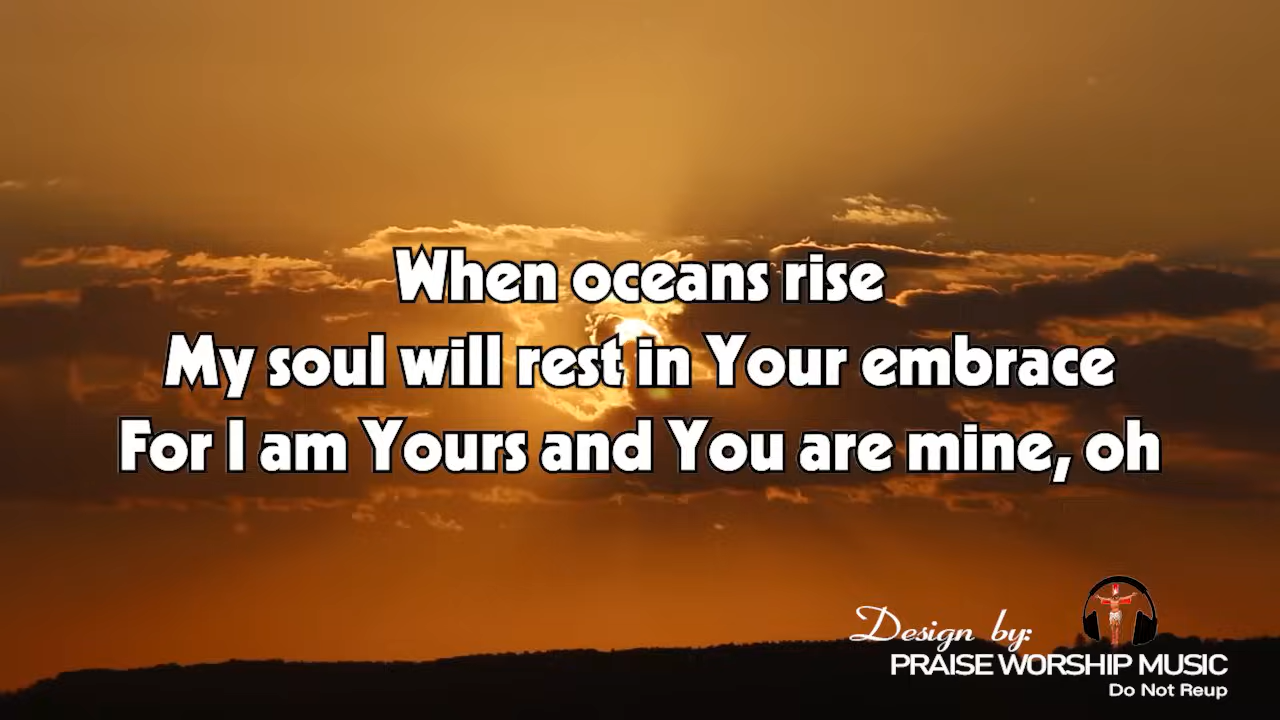 When oceans rise
My soul will rest in Your embrace
For I am Yours and You are mine, oh
Design by:
PRAISE WORSHIP MUSIC
Do Not Reup